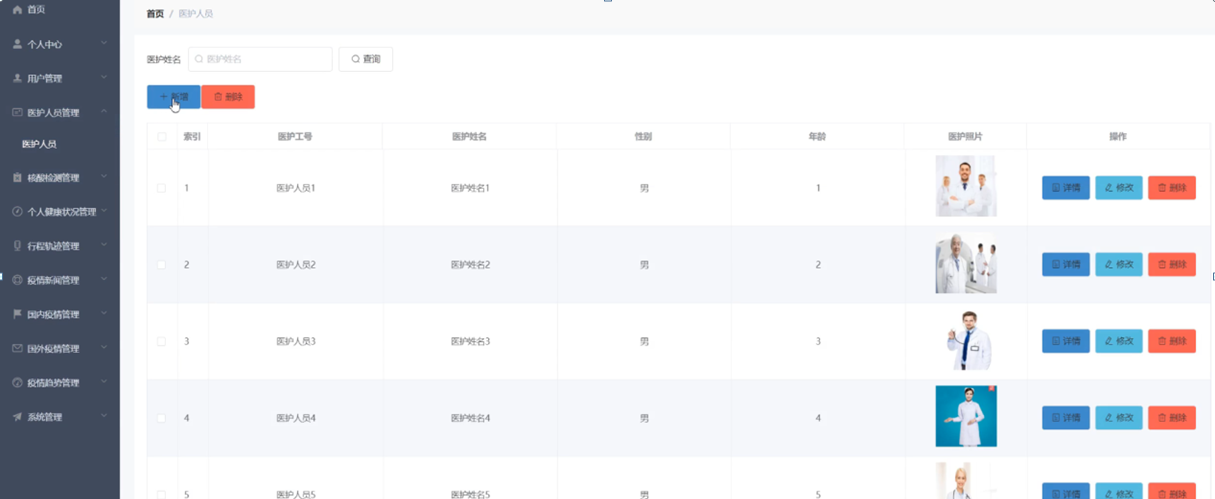 首页
个人中心
用户管理
医护人员管理
医护人员
核酸检测管理
个人健康状况管理
行程轨迹管理
疫情新闻管理
国内疫情管理
国外疫情管理
疫情趋势管理
系统管理
首页 / 医护人员
医护姓名 医护姓名 查询
+ 新增 删除
索引 医护工号 医护姓名 性别 年龄 医护照片 操作
1 医护人员1 医护姓名1 男 1 详情 修改 删除
2 医护人员2 医护姓名2 男 2 详情 修改 删除
3 医护人员3 医护姓名3 男 3 详情 修改 删除
4 医护人员4 医护姓名4 男 4 详情 修改 删除
5 医护人员5 医护姓名5 男 5 详情 修改 删除